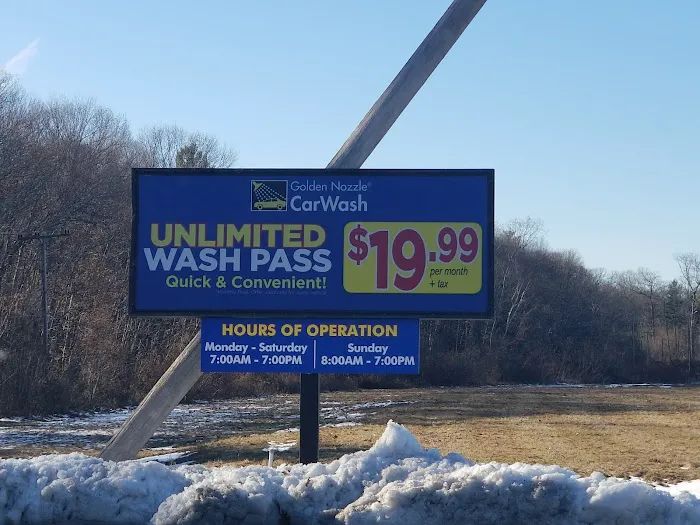 Golden Nozzle®
CarWash
UNLIMITED
WASH PASS
Quick & Convenient!
$19.99
per month
+ tax
HOURS OF OPERATION
Monday - Saturday
7:00AM - 7:00PM
Sunday
8:00AM - 7:00PM